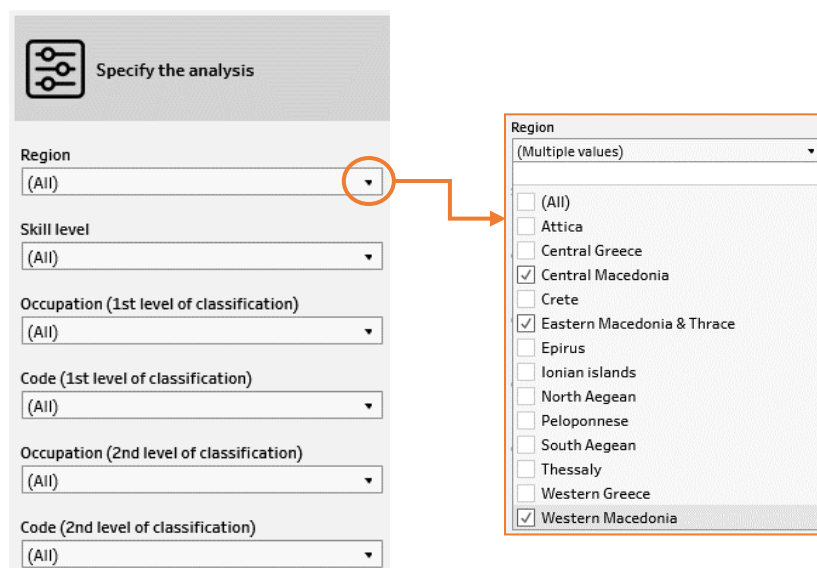 Specify the analysis
Region
(All)
Skill level
(All)
Occupation (1st level of classification)
(All)
Code (1st level of classification)
(All)
Occupation (2nd level of classification)
(All)
Code (2nd level of classification)
(All)
Region
(Multiple values)
(All)
Attica
Central Greece
Central Macedonia
Crete
Eastern Macedonia & Thrace
Epirus
Ionian islands
North Aegean
Peloponnese
South Aegean
Thessaly
Western Greece
Western Macedonia